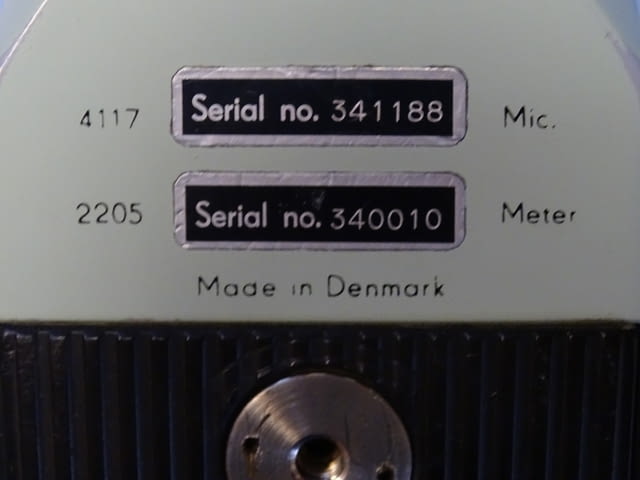 4117 Serial no. 341188 Mic.
2205 Serial no. 340010 Meter
Made in Denmark